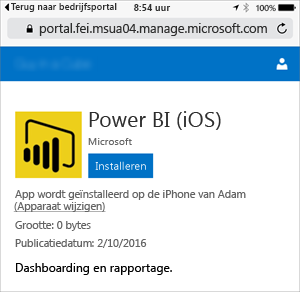 Terug naar bedrijfsportal 8:54 uur 100%
portal.fei.msua04.manage.microsoft.com
Power BI (iOS)
Microsoft
Installeren
App wordt geïnstalleerd op de iPhone van Adam
(Apparaat wijzigen)
Grootte: 0 bytes
Publicatiedatum: 2/10/2016
Dashboarding en rapportage.